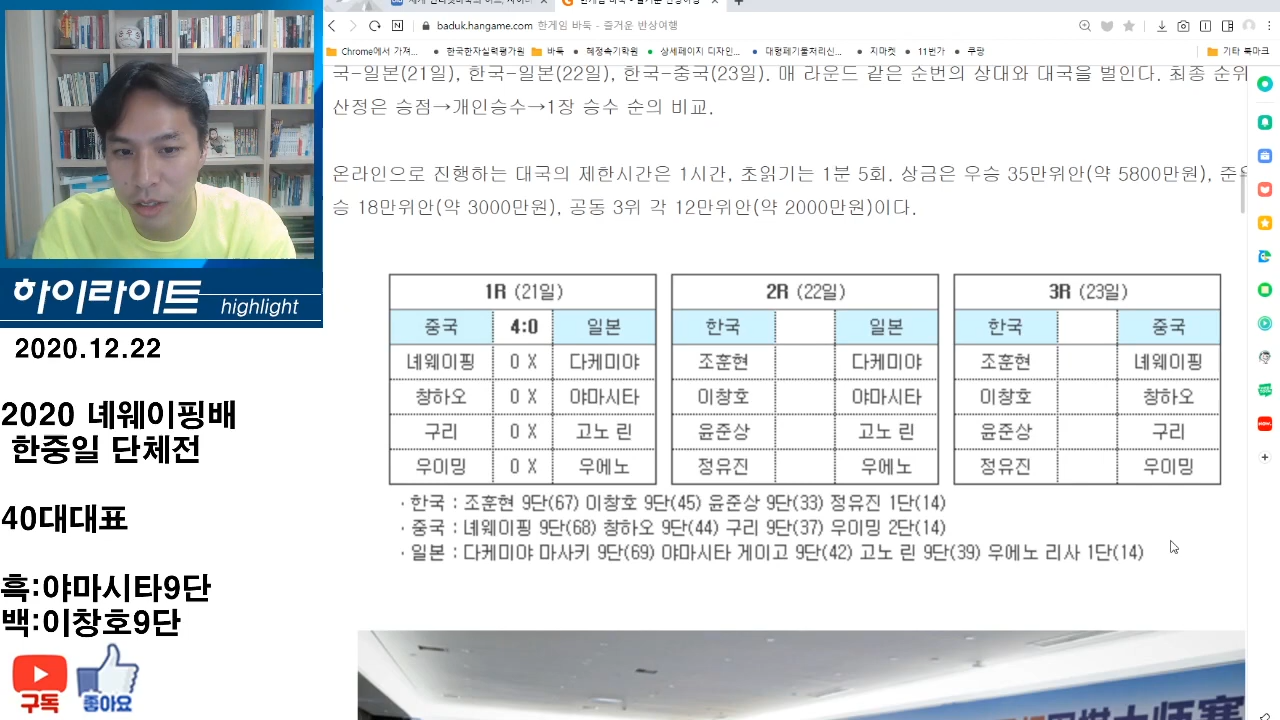 baduk.hangame.com 한게임 바둑 - 즐거운 반상여행
Chrome에서 가져... 한국한자실력평가원 바둑 혜정속기학원 상세페이지 디자인... 대형폐기물처리신... 지마켓 11번가 쿠팡 기타 북마크
국-일본(21일), 한국-일본(22일), 한국-중국(23일). 매 라운드 같은 순번의 상대와 대국을 벌인다. 최종 순위
산정은 승점→개인승수→1장 승수 순의 비교.
온라인으로 진행하는 대국의 제한시간은 1시간, 초읽기는 1분 5회. 상금은 우승 35만위안(약 5800만원), 준우
승 18만위안(약 3000만원), 공동 3위 각 12만위안(약 2000만원)이다.
1R (21일) 2R (22일) 3R (23일)
중국 4:0 일본 한국 일본 한국 중국
녜웨이핑 O X 다케미야 조훈현 다케미야 조훈현 녜웨이핑
창하오 O X 야마시타 이창호 야마시타 이창호 창하오
구리 O X 고노 린 윤준상 고노 린 윤준상 구리
우이밍 O X 우에노 정유진 우에노 정유진 우이밍
· 한국 : 조훈현 9단(67) 이창호 9단(45) 윤준상 9단(33) 정유진 1단(14)
· 중국 : 녜웨이핑 9단(68) 창하오 9단(44) 구리 9단(37) 우이밍 2단(14)
· 일본 : 다케미야 마사키 9단(69) 야마시타 게이고 9단(42) 고노 린 9단(39) 우에노 리사 1단(14)
하이라이트 highlight
2020.12.22
2020 녜웨이핑배
한중일 단체전
40대대표
흑:야마시타9단
백:이창호9단
구독 좋아요